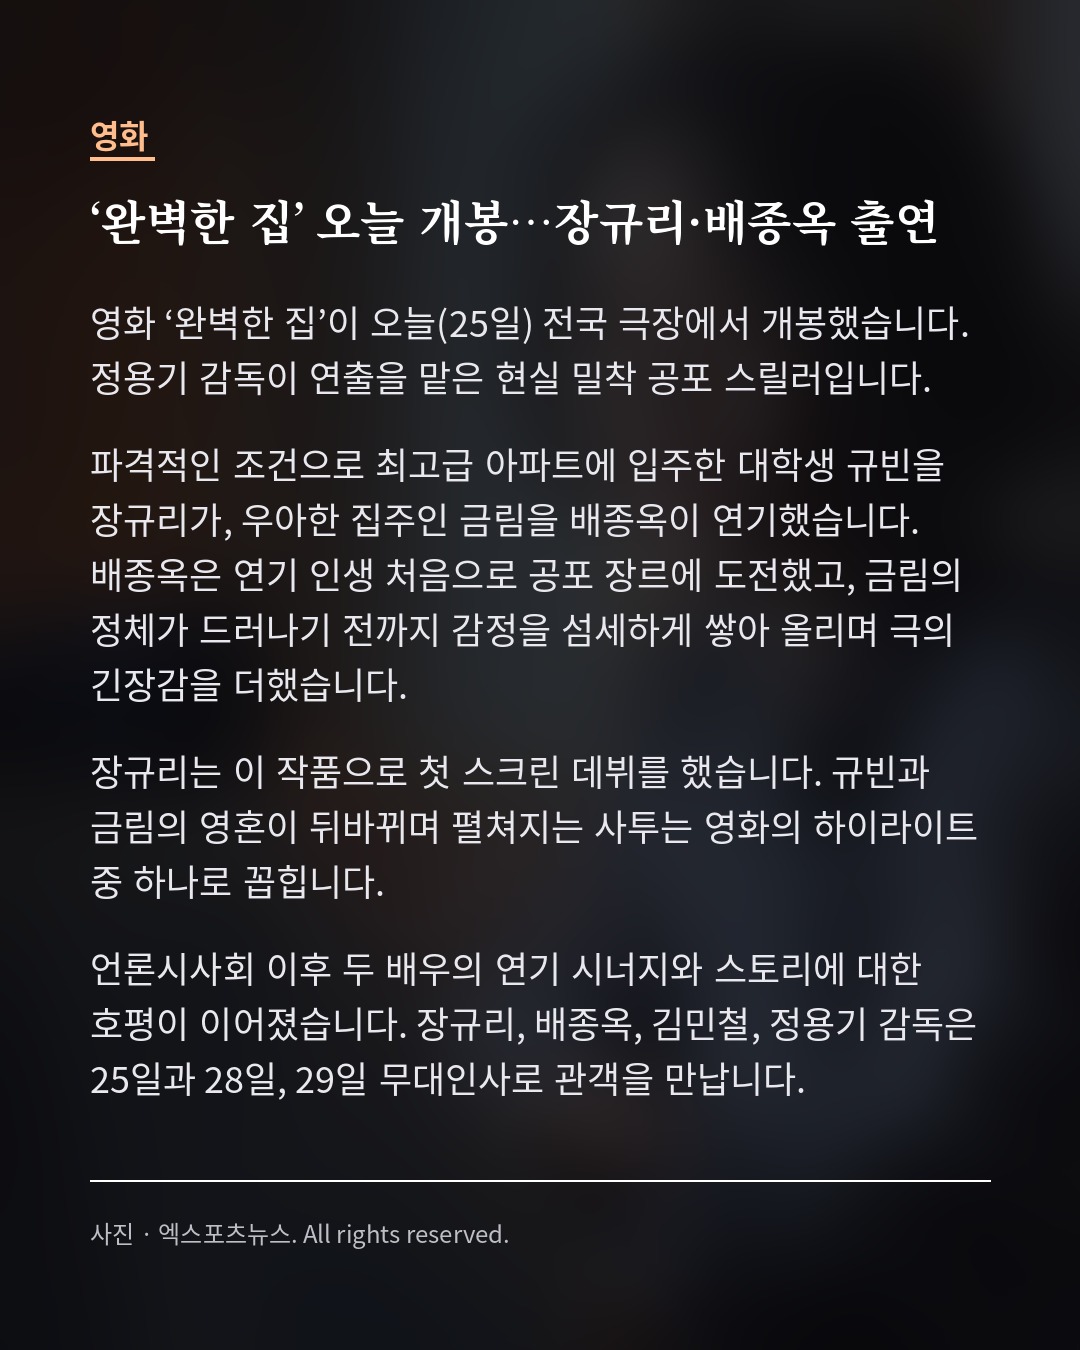 영화
‘완벽한 집’ 오늘 개봉…장규리·배종옥 출연
영화 ‘완벽한 집’이 오늘(25일) 전국 극장에서 개봉했습니다.
정용기 감독이 연출을 맡은 현실 밀착 공포 스릴러입니다.
파격적인 조건으로 최고급 아파트에 입주한 대학생 규빈을
장규리가, 우아한 집주인 금림을 배종옥이 연기했습니다.
배종옥은 연기 인생 처음으로 공포 장르에 도전했고, 금림의
정체가 드러나기 전까지 감정을 섬세하게 쌓아 올리며 극의
긴장감을 더했습니다.
장규리는 이 작품으로 첫 스크린 데뷔를 했습니다. 규빈과
금림의 영혼이 뒤바뀌며 펼쳐지는 사투는 영화의 하이라이트
중 하나로 꼽힙니다.
언론시사회 이후 두 배우의 연기 시너지와 스토리에 대한
호평이 이어졌습니다. 장규리, 배종옥, 김민철, 정용기 감독은
25일과 28일, 29일 무대인사로 관객을 만납니다.
사진 · 엑스포츠뉴스. All rights reserved.